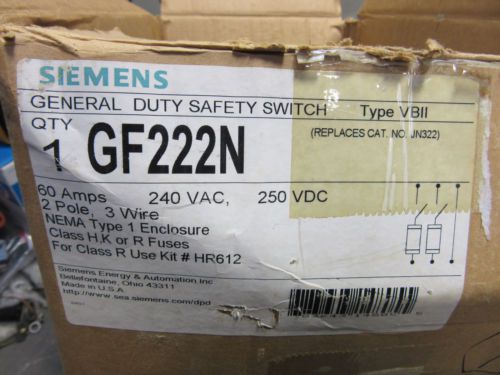 SIEMENS
GENERAL DUTY SAFETY SWITCH Type VBII
QTY
1 GF222N
(REPLACES CAT. NO. JN322)
60 Amps 240 VAC, 250 VDC
2 Pole, 3 Wire
NEMA Type 1 Enclosure
Class H,K or R Fuses
For Class R Use Kit # HR612
Siemens Energy & Automation,Inc
Bellefontaine, Ohio 43311
Made in U.S.A
http://www.sea.siemens.com/dpd